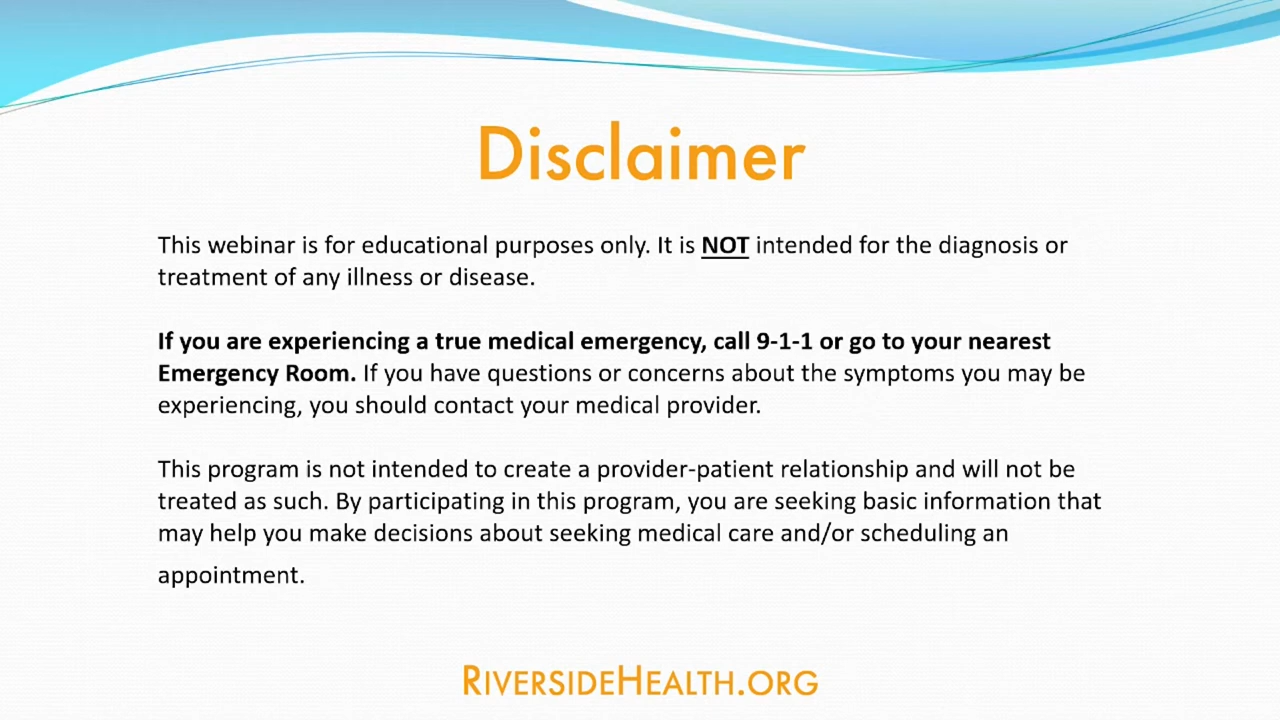 Disclaimer
This webinar is for educational purposes only. It is NOT intended for the diagnosis or
treatment of any illness or disease.
If you are experiencing a true medical emergency, call 9-1-1 or go to your nearest
Emergency Room. If you have questions or concerns about the symptoms you may be
experiencing, you should contact your medical provider.
This program is not intended to create a provider-patient relationship and will not be
treated as such. By participating in this program, you are seeking basic information that
may help you make decisions about seeking medical care and/or scheduling an
appointment.
RIVERSIDEHEALTH.ORG